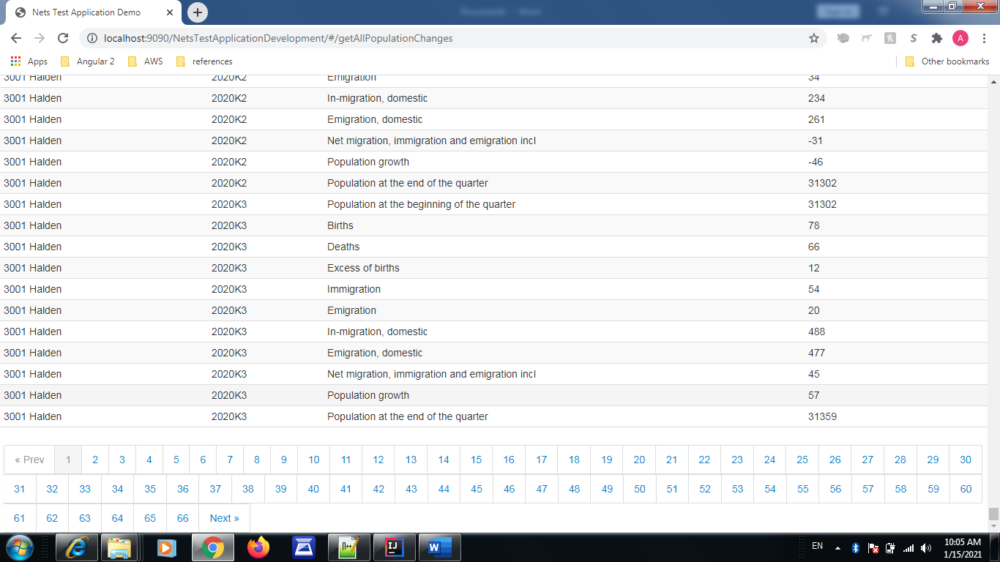 Nets Test Application Demo
localhost:9090/NetsTestApplicationDevelopment/#/getAllPopulationChanges
A
Apps Angular 2 AWS references Other bookmarks
3001 Halden 2020K2 Emigration 34
3001 Halden 2020K2 In-migration, domestic 234
3001 Halden 2020K2 Emigration, domestic 261
3001 Halden 2020K2 Net migration, immigration and emigration incl -31
3001 Halden 2020K2 Population growth -46
3001 Halden 2020K2 Population at the end of the quarter 31302
3001 Halden 2020K3 Population at the beginning of the quarter 31302
3001 Halden 2020K3 Births 78
3001 Halden 2020K3 Deaths 66
3001 Halden 2020K3 Excess of births 12
3001 Halden 2020K3 Immigration 54
3001 Halden 2020K3 Emigration 20
3001 Halden 2020K3 In-migration, domestic 488
3001 Halden 2020K3 Emigration, domestic 477
3001 Halden 2020K3 Net migration, immigration and emigration incl 45
3001 Halden 2020K3 Population growth 57
3001 Halden 2020K3 Population at the end of the quarter 31359
« Prev 1 2 3 4 5 6 7 8 9 10 11 12 13 14 15 16 17 18 19 20 21 22 23 24 25 26 27 28 29 30
31 32 33 34 35 36 37 38 39 40 41 42 43 44 45 46 47 48 49 50 51 52 53 54 55 56 57 58 59 60
61 62 63 64 65 66 Next »
EN 10:05 AM
1/15/2021